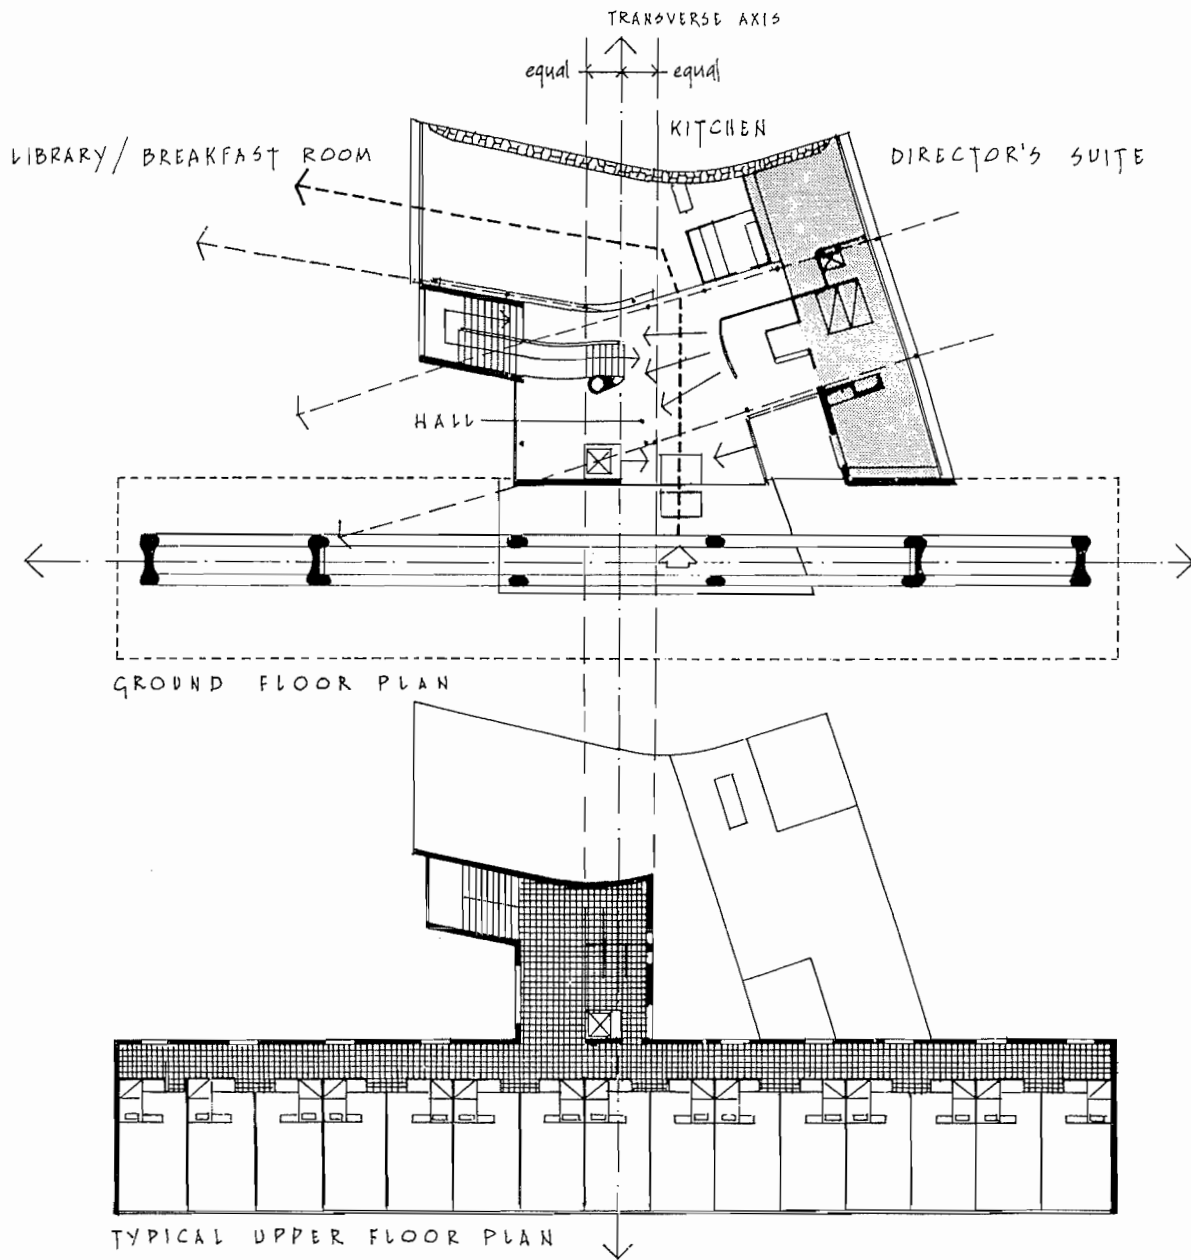 TRANSVERSE AXIS
equal equal
KITCHEN
LIBRARY/BREAKFAST ROOM
DIRECTOR'S SUITE
HALL
GROUND FLOOR PLAN
TYPICAL UPPER FLOOR PLAN